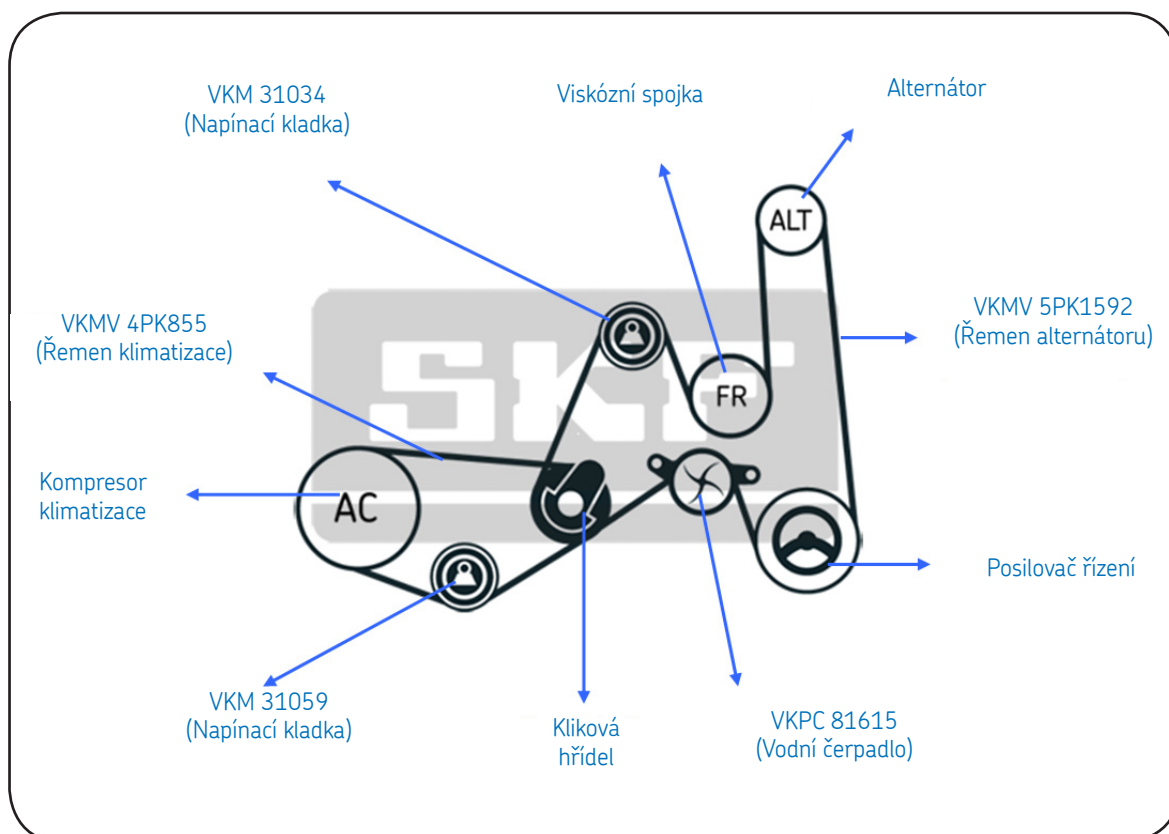 VKM 31034
(Napínací kladka)
Viskózní spojka
Alternátor
ALT
VKMV 4PK855
(Řemen klimatizace)
VKMV 5PK1592
(Řemen alternátoru)
SKF
FR
Kompresor
klimatizace
AC
Posilovač řízení
VKM 31059
(Napínací kladka)
Kliková
hřídel
VKPC 81615
(Vodní čerpadlo)